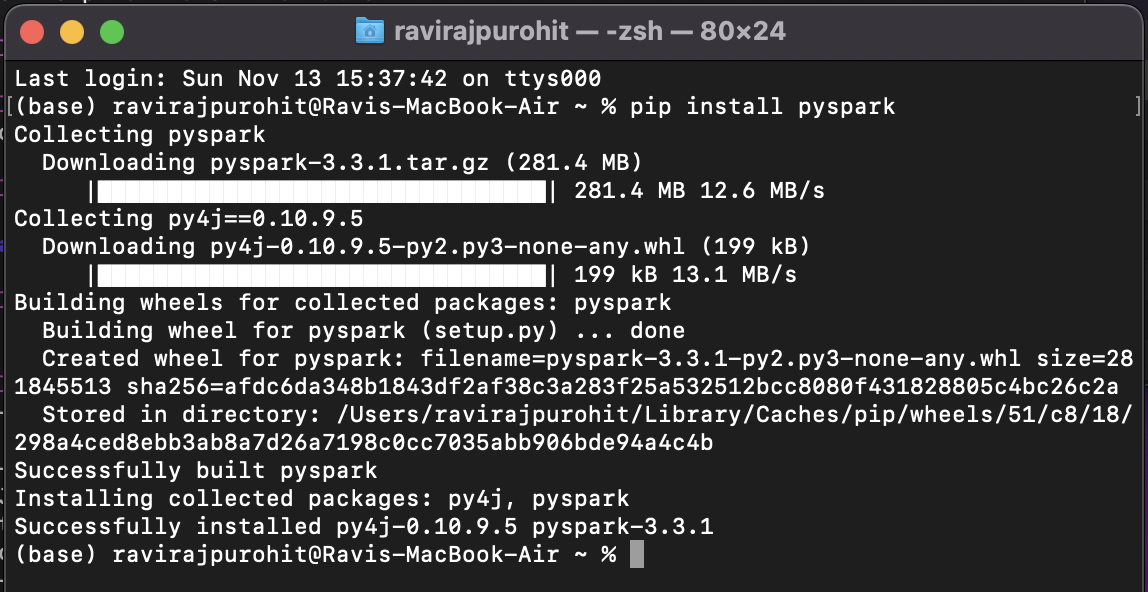 ravirajpurohit — -zsh — 80×24
Last login: Sun Nov 13 15:37:42 on ttys000
[(base) ravirajpurohit@Ravis-MacBook-Air ~ % pip install pyspark ]
Collecting pyspark
  Downloading pyspark-3.3.1.tar.gz (281.4 MB)
     |████████████████████████████████| 281.4 MB 12.6 MB/s
Collecting py4j==0.10.9.5
  Downloading py4j-0.10.9.5-py2.py3-none-any.whl (199 kB)
     |████████████████████████████████| 199 kB 13.1 MB/s
Building wheels for collected packages: pyspark
  Building wheel for pyspark (setup.py) ... done
  Created wheel for pyspark: filename=pyspark-3.3.1-py2.py3-none-any.whl size=28
1845513 sha256=afdc6da348b1843df2af38c3a283f25a532512bcc8080f431828805c4bc26c2a
  Stored in directory: /Users/ravirajpurohit/Library/Caches/pip/wheels/51/c8/18/
298a4ced8ebb3ab8a7d26a7198c0cc7035abb906bde94a4c4b
Successfully built pyspark
Installing collected packages: py4j, pyspark
Successfully installed py4j-0.10.9.5 pyspark-3.3.1
(base) ravirajpurohit@Ravis-MacBook-Air ~ %